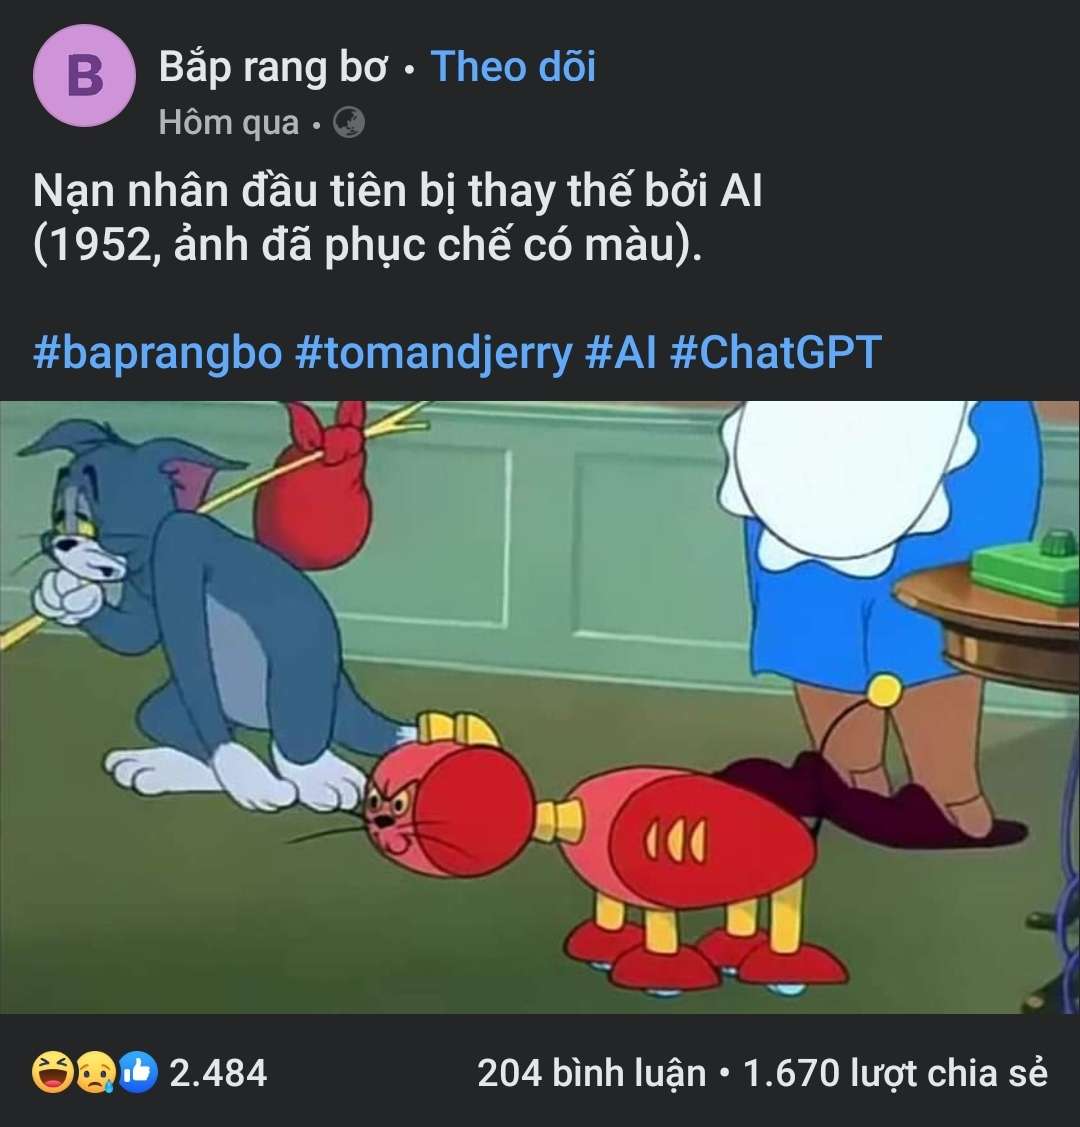 B
Bắp rang bơ • Theo dõi
Hôm qua •
Nạn nhân đầu tiên bị thay thế bởi AI
(1952, ảnh đã phục chế có màu).
#baprangbo #tomandjerry #AI #ChatGPT
2.484 204 bình luận • 1.670 lượt chia sẻ